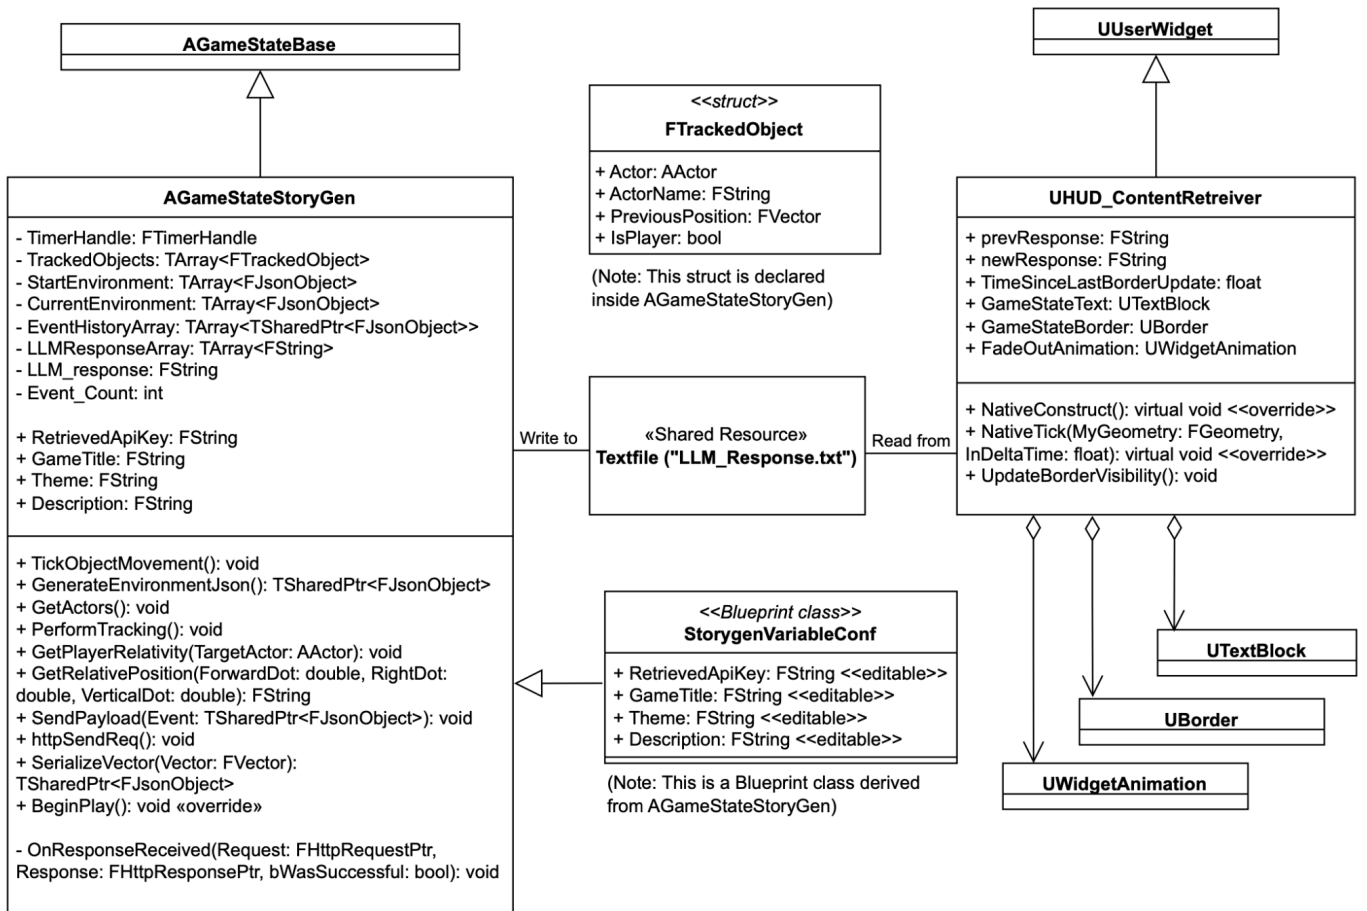 AGameStateBase
UUserWidget
<<struct>>
FTrackedObject
+ Actor: AActor
+ ActorName: FString
+ PreviousPosition: FVector
+ IsPlayer: bool
(Note: This struct is declared
inside AGameStateStoryGen)
AGameStateStoryGen
- TimerHandle: FTimerHandle
- TrackedObjects: TArray<FTrackedObject>
- StartEnvironment: TArray<FJsonObject>
- CurrentEnvironment: TArray<FJsonObject>
- EventHistoryArray: TArray<TSharedPtr<FJsonObject>>
- LLMResponseArray: TArray<FString>
- LLM_response: FString
- Event_Count: int
+ RetrievedApiKey: FString
+ GameTitle: FString
+ Theme: FString
+ Description: FString
+ TickObjectMovement(): void
+ GenerateEnvironmentJson(): TSharedPtr<FJsonObject>
+ GetActors(): void
+ PerformTracking(): void
+ GetPlayerRelativity(TargetActor: AActor): void
+ GetRelativePosition(ForwardDot: double, RightDot:
double, VerticalDot: double): FString
+ SendPayload(Event: TSharedPtr<FJsonObject>): void
+ httpSendReq(): void
+ SerializeVector(Vector: FVector):
TSharedPtr<FJsonObject>
+ BeginPlay(): void «override»
- OnResponseReceived(Request: FHttpRequestPtr,
Response: FHttpResponsePtr, bWasSuccessful: bool): void
Write to
«Shared Resource»
Textfile ("LLM_Response.txt")
Read from
UHUD_ContentRetreiver
+ prevResponse: FString
+ newResponse: FString
+ TimeSinceLastBorderUpdate: float
+ GameStateText: UTextBlock
+ GameStateBorder: UBorder
+ FadeOutAnimation: UWidgetAnimation
+ NativeConstruct(): virtual void <<override>>
+ NativeTick(MyGeometry: FGeometry,
InDeltaTime: float): virtual void <<override>>
+ UpdateBorderVisibility(): void
<<Blueprint class>>
StorygenVariableConf
+ RetrievedApiKey: FString <<editable>>
+ GameTitle: FString <<editable>>
+ Theme: FString <<editable>>
+ Description: FString <<editable>>
(Note: This is a Blueprint class derived
from AGameStateStoryGen)
UTextBlock
UBorder
UWidgetAnimation